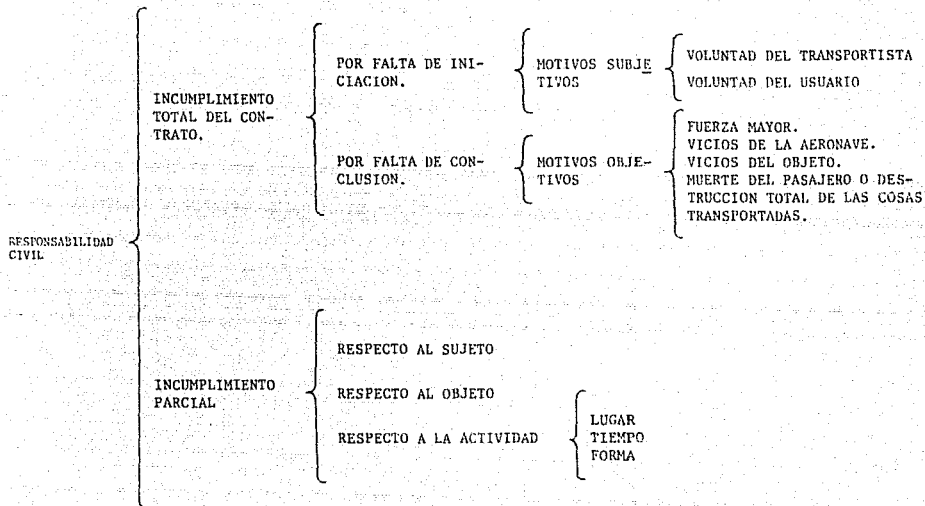 RESPONSABILIDAD
CIVIL
INCUMPLIMIENTO
TOTAL DEL CON-
TRATO.
POR FALTA DE INI-
CIACION.
MOTIVOS SUBJE
TIVOS
VOLUNTAD DEL TRANSPORTISTA
VOLUNTAD DEL USUARIO
POR FALTA DE CON-
CLUSION.
MOTIVOS OBJE-
TIVOS
FUERZA MAYOR.
VICIOS DE LA AERONAVE.
VICIOS DEL OBJETO.
MUERTE DEL PASAJERO O DES-
TRUCCION TOTAL DE LAS COSAS
TRANSPORTADAS.
INCUMPLIMIENTO
PARCIAL
RESPECTO AL SUJETO
RESPECTO AL OBJETO
RESPECTO A LA ACTIVIDAD
LUGAR
TIEMPO
FORMA